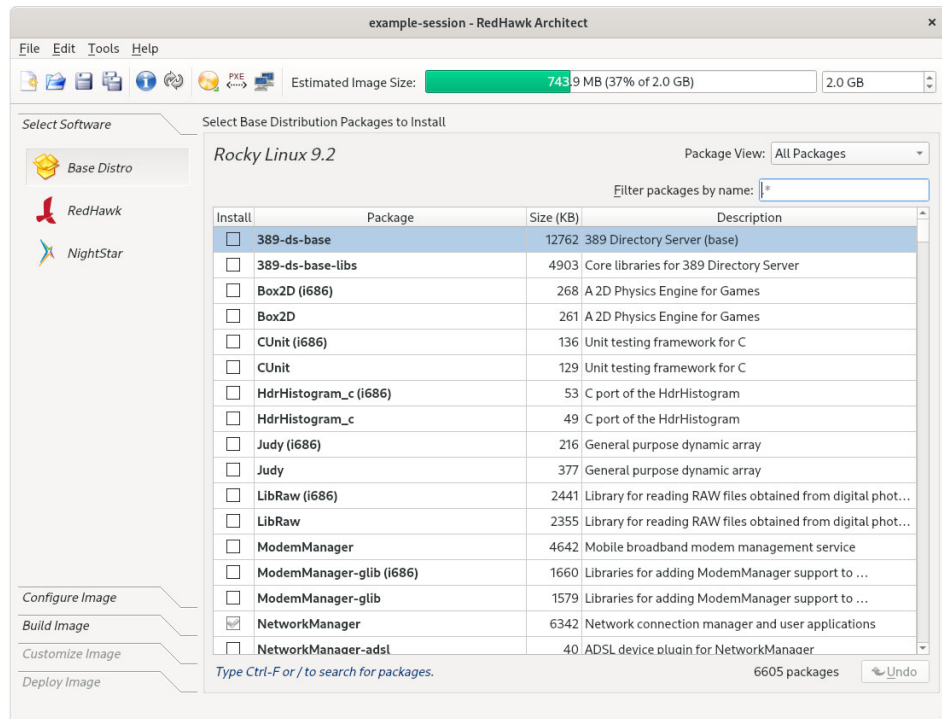 example-session - RedHawk Architect ×
File Edit Tools Help
PXE Estimated Image Size: 743.9 MB (37% of 2.0 GB) 2.0 GB
Select Software
Base Distro
RedHawk
NightStar
Configure Image
Build Image
Customize Image
Deploy Image
Select Base Distribution Packages to Install
Rocky Linux 9.2 Package View: All Packages
Filter packages by name: .*
Install Package Size (KB) Description
389-ds-base 12762 389 Directory Server (base)
389-ds-base-libs 4903 Core libraries for 389 Directory Server
Box2D (i686) 268 A 2D Physics Engine for Games
Box2D 261 A 2D Physics Engine for Games
CUnit (i686) 136 Unit testing framework for C
CUnit 129 Unit testing framework for C
HdrHistogram_c (i686) 53 C port of the HdrHistogram
HdrHistogram_c 49 C port of the HdrHistogram
Judy (i686) 216 General purpose dynamic array
Judy 377 General purpose dynamic array
LibRaw (i686) 2441 Library for reading RAW files obtained from digital phot...
LibRaw 2355 Library for reading RAW files obtained from digital phot...
ModemManager 4642 Mobile broadband modem management service
ModemManager-glib (i686) 1660 Libraries for adding ModemManager support to ...
ModemManager-glib 1579 Libraries for adding ModemManager support to ...
NetworkManager 6342 Network connection manager and user applications
NetworkManager-adsl 40 ADSL device plugin for NetworkManager
Type Ctrl-F or / to search for packages. 6605 packages Undo